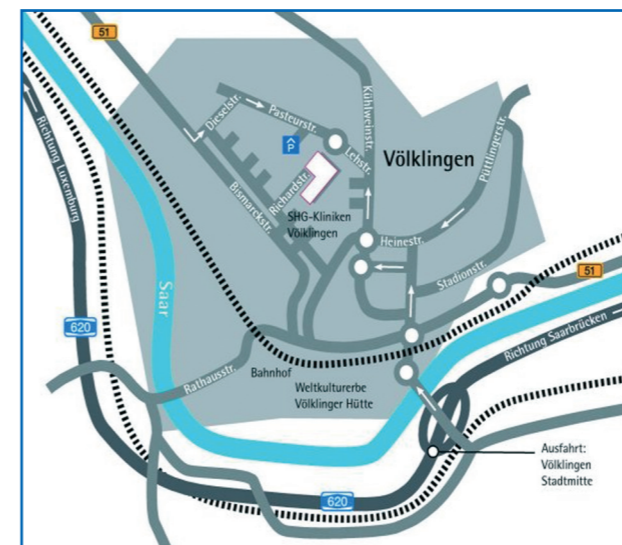 51
Richtung Luxemburg
Dieselstr.
Pasteurstr.
Kühlweinstr.
P
Lehstr.
Völklingen
Püttlingerstr.
Richardstr.
Bismarckstr.
SHG-Kliniken
Völklingen
Heinestr.
Stadionstr.
51
Saar
620
Richtung Saarbrücken
Rathausstr.
Bahnhof
Weltkulturerbe
Völklinger Hütte
Ausfahrt:
Völklingen
Stadtmitte
620